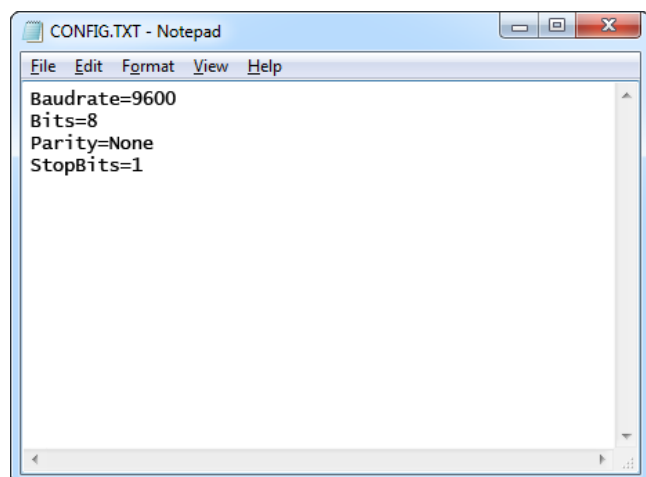 CONFIG.TXT - Notepad
File Edit Format View Help
Baudrate=9600
Bits=8
Parity=None
StopBits=1